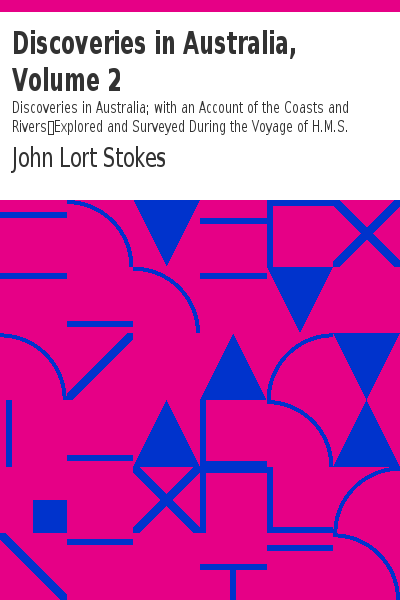 Discoveries in Australia,
Volume 2
Discoveries in Australia; with an Account of the Coasts and
Rivers▯Explored and Surveyed During the Voyage of H.M.S.
John Lort Stokes